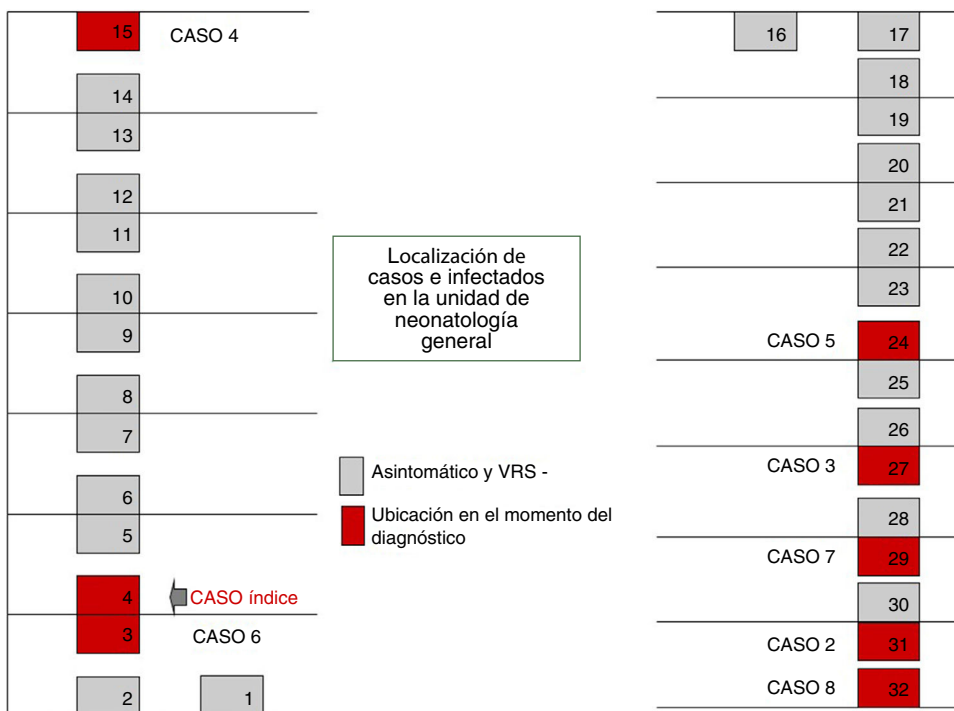 15 CASO 4
14
13
12
11
10
9
8
7
6
5
4 CASO índice
3 CASO 6
2 1
Localización de
casos e infectados
en la unidad de
neonatología
general
Asintomático y VRS -
Ubicación en el momento del
diagnóstico
16 17
18
19
20
21
22
23
CASO 5 24
25
26
CASO 3 27
28
CASO 7 29
30
CASO 2 31
CASO 8 32